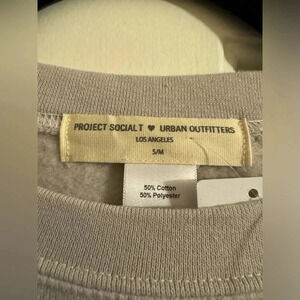 PROJECT SOCIAL T ♥ URBAN OUTFITTERS
LOS ANGELES
S/M
50% Cotton
50% Polyester